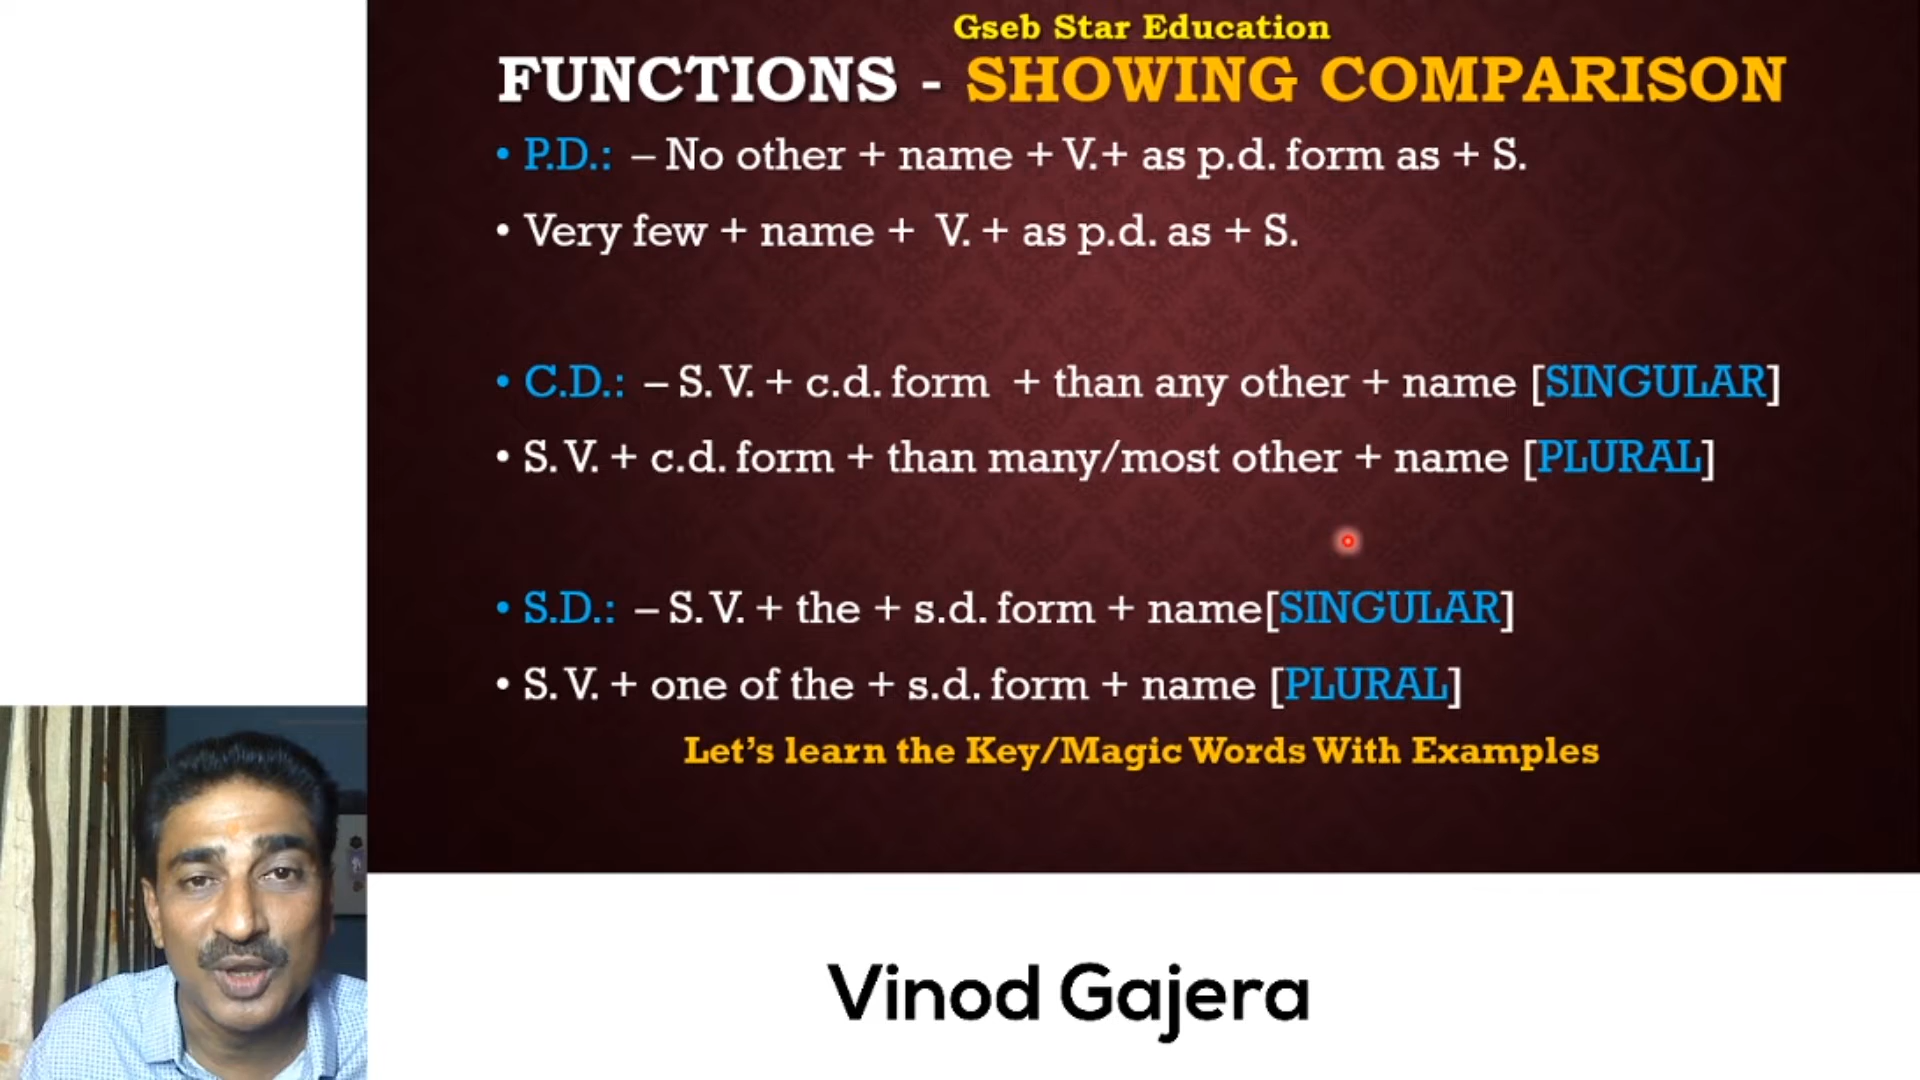 Gseb Star Education
FUNCTIONS - SHOWING COMPARISON
• P.D.: – No other + name + V.+ as p.d. form as + S.
• Very few + name + V. + as p.d. as + S.
• C.D.: – S. V. + c.d. form + than any other + name [SINGULAR]
• S. V. + c.d. form + than many/most other + name [PLURAL]
• S.D.: – S. V. + the + s.d. form + name[SINGULAR]
• S. V. + one of the + s.d. form + name [PLURAL]
Let’s learn the Key/Magic Words With Examples
Vinod Gajera